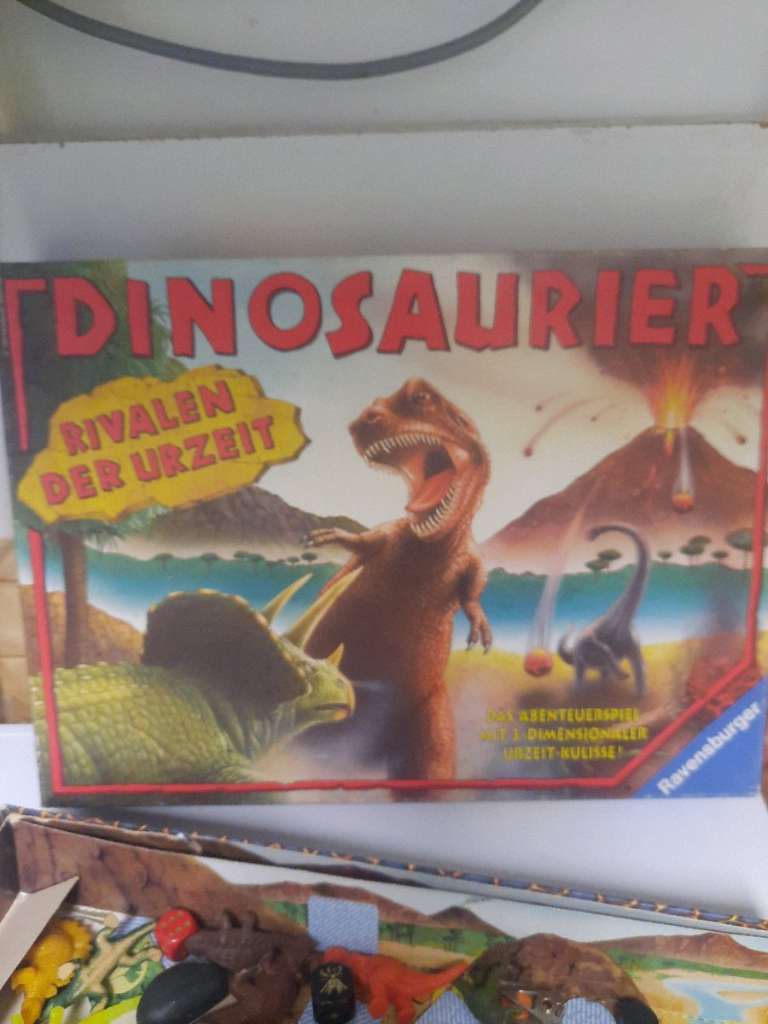 DINOSAURIER
RIVALEN
DER URZEIT
DAS ABENTEUERSPIEL
MIT 3-DIMENSIONALER
URZEIT-KULISSE!
Ravensburger